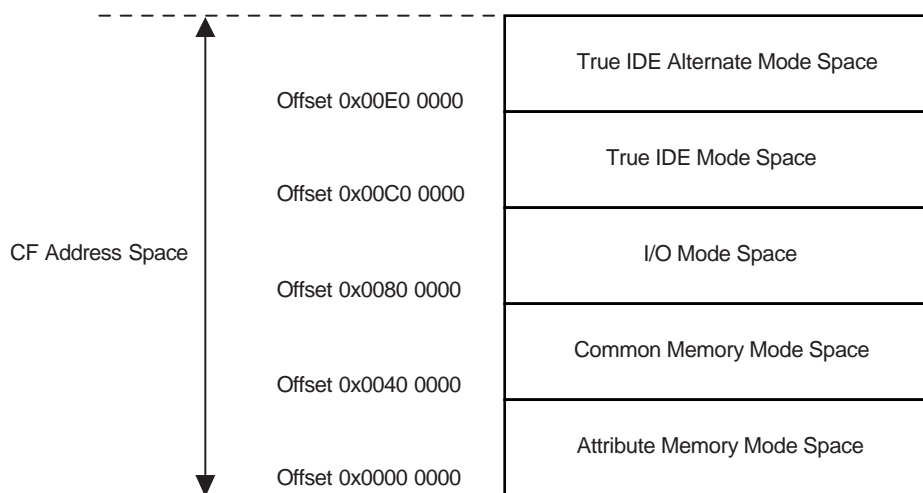 True IDE Alternate Mode Space
Offset 0x00E0 0000
True IDE Mode Space
Offset 0x00C0 0000
CF Address Space
I/O Mode Space
Offset 0x0080 0000
Common Memory Mode Space
Offset 0x0040 0000
Attribute Memory Mode Space
Offset 0x0000 0000